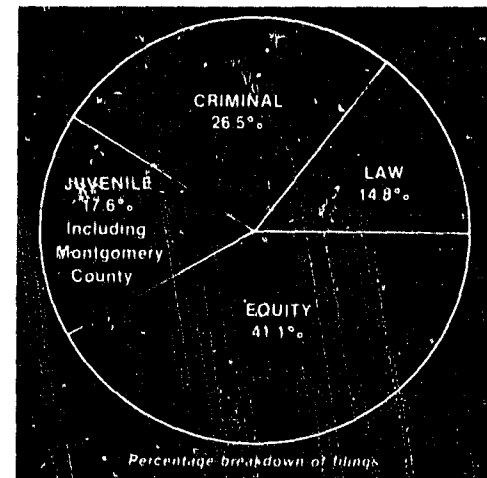 CRIMINAL
26.5%
LAW
14.8%
JUVENILE
17.6%
Including
Montgomery
County
EQUITY
41.1%
Percentage breakdown of filings